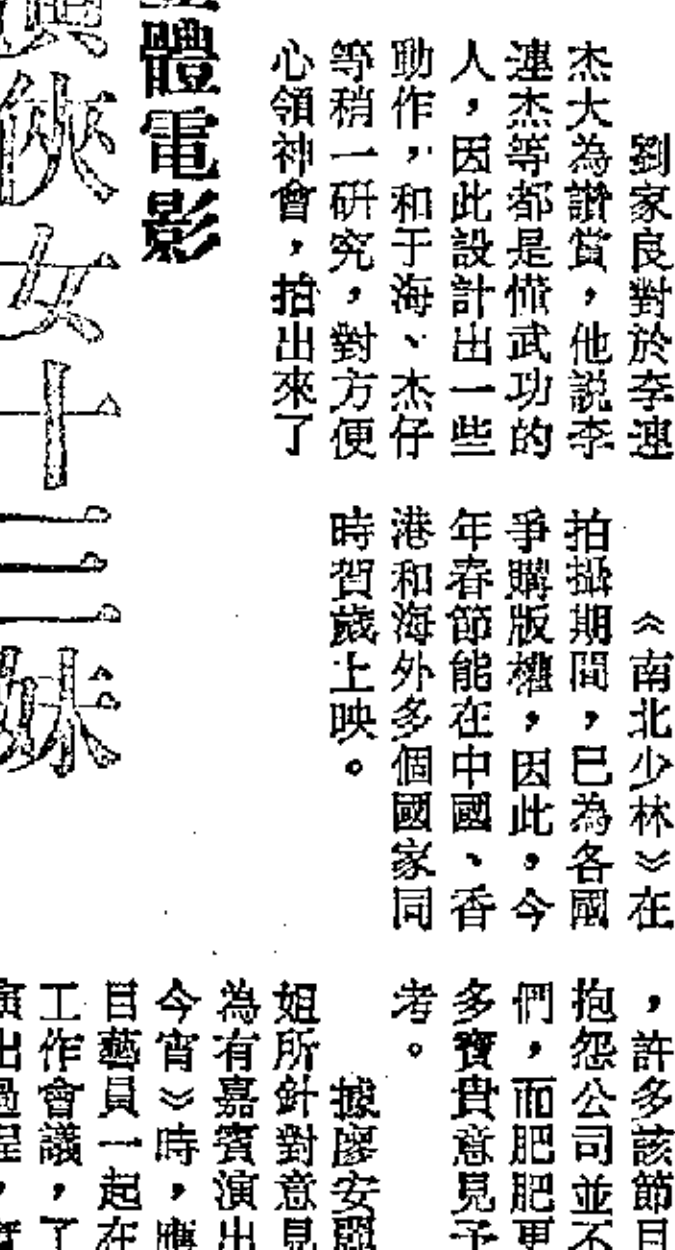 劉家良對於李連
杰大為讚賞，他說李
連杰等都是懂武功的
人，因此設計出一些
動作，和于海、杰仔
等稍一研究，對方便
心領神會，拍出來了
《南北少林》在
拍攝期間，已為各國
爭購版權，因此，今
年春節能在中國、香
港和海外多個國家同
時賀歲上映。
，許多該節目
抱怨公司並不
們，而肥肥更
多寶貴意見予
考。
據廖安麗
姐所針對意見
為有嘉賓演出
今宵》時，應
目藝員一起在
工作會議，了
演出過程，
體電影
俠女十三妹